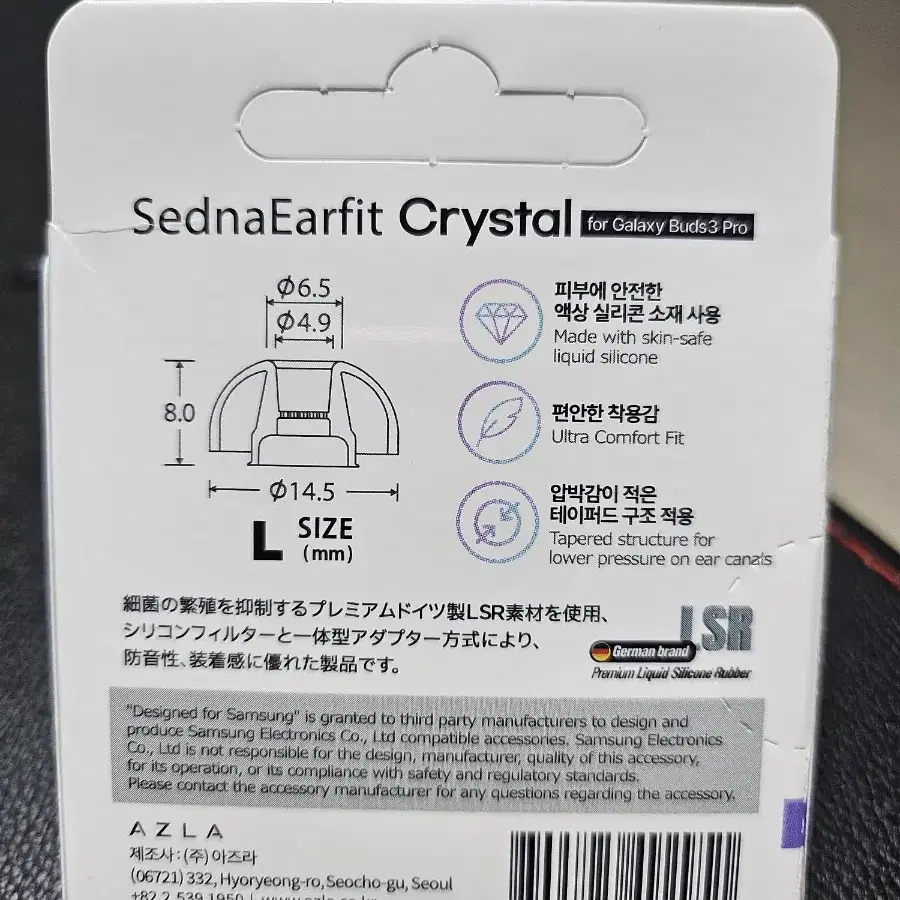 SednaEarfit Crystal for Galaxy Buds3 Pro
Φ6.5
Φ4.9
8.0
Φ14.5
L SIZE
(mm)
피부에 안전한
액상 실리콘 소재 사용
Made with skin-safe
liquid silicone
편안한 착용감
Ultra Comfort Fit
압박감이 적은
테이퍼드 구조 적용
Tapered structure for
lower pressure on ear canals
細菌の繁殖を抑制するプレミアムドイツ製LSR素材を使用、
シリコンフィルターと一体型アダプター方式により、
防音性、装着感に優れた製品です。
LSR
German brand
Premium Liquid Silicone Rubber
"Designed for Samsung" is granted to third party manufacturers to design and
produce Samsung Electronics Co., Ltd compatible accessories. Samsung Electronics
Co., Ltd is not responsible for the design, manufacturer, quality of this accessory,
for its operation, or its compliance with safety and regulatory standards.
Please contact the accessory manufacturer for any questions regarding the accessory.
AZLA
제조사 : (주) 아즈라
(06721) 332, Hyoryeong-ro, Seocho-gu, Seoul
+82 2 539 1950 |